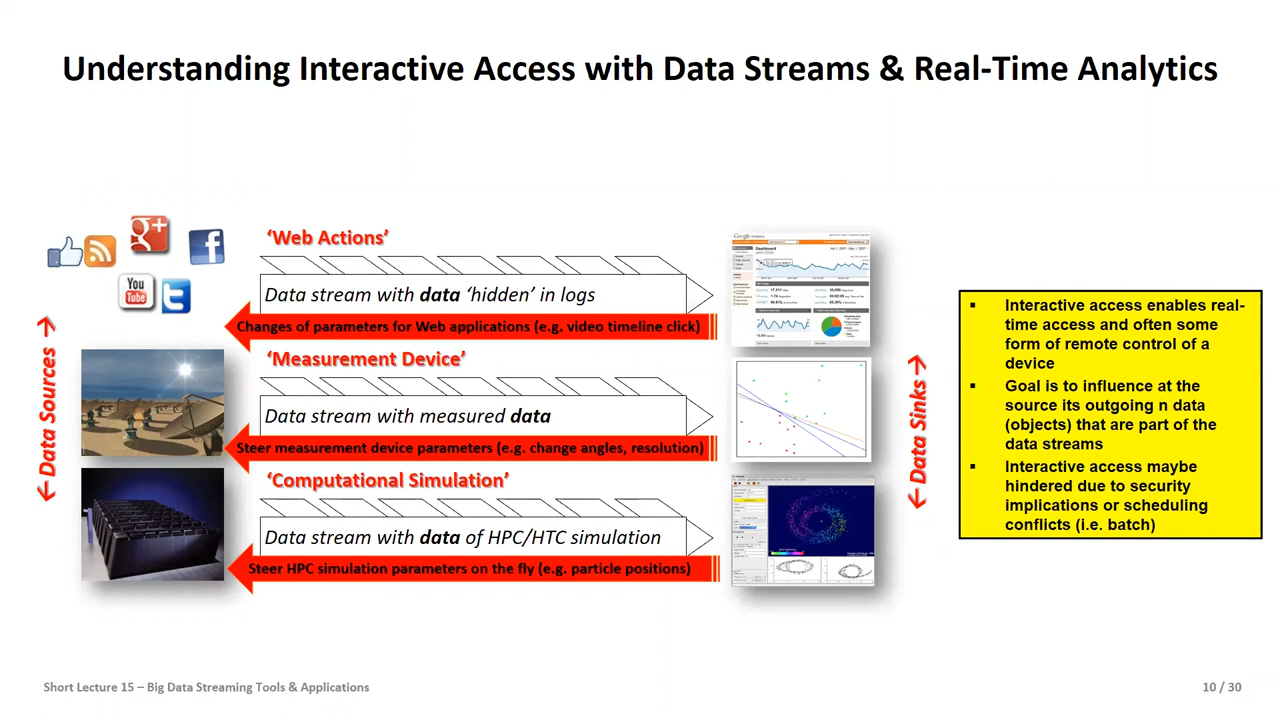 Understanding Interactive Access with Data Streams & Real-Time Analytics
g+
f
You
Tube
t
← Data Sources →
‘Web Actions’
Data stream with data ‘hidden’ in logs
Changes of parameters for Web applications (e.g. video timeline click)
‘Measurement Device’
Data stream with measured data
Steer measurement device parameters (e.g. change angles, resolution)
‘Computational Simulation’
Data stream with data of HPC/HTC simulation
Steer HPC simulation parameters on the fly (e.g. particle positions)
Google Analytics
Dashboard
← Data Sinks →
▪ Interactive access enables real-
time access and often some
form of remote control of a
device
▪ Goal is to influence at the
source its outgoing n data
(objects) that are part of the
data streams
▪ Interactive access maybe
hindered due to security
implications or scheduling
conflicts (i.e. batch)
Short Lecture 15 – Big Data Streaming Tools & Applications
10 / 30